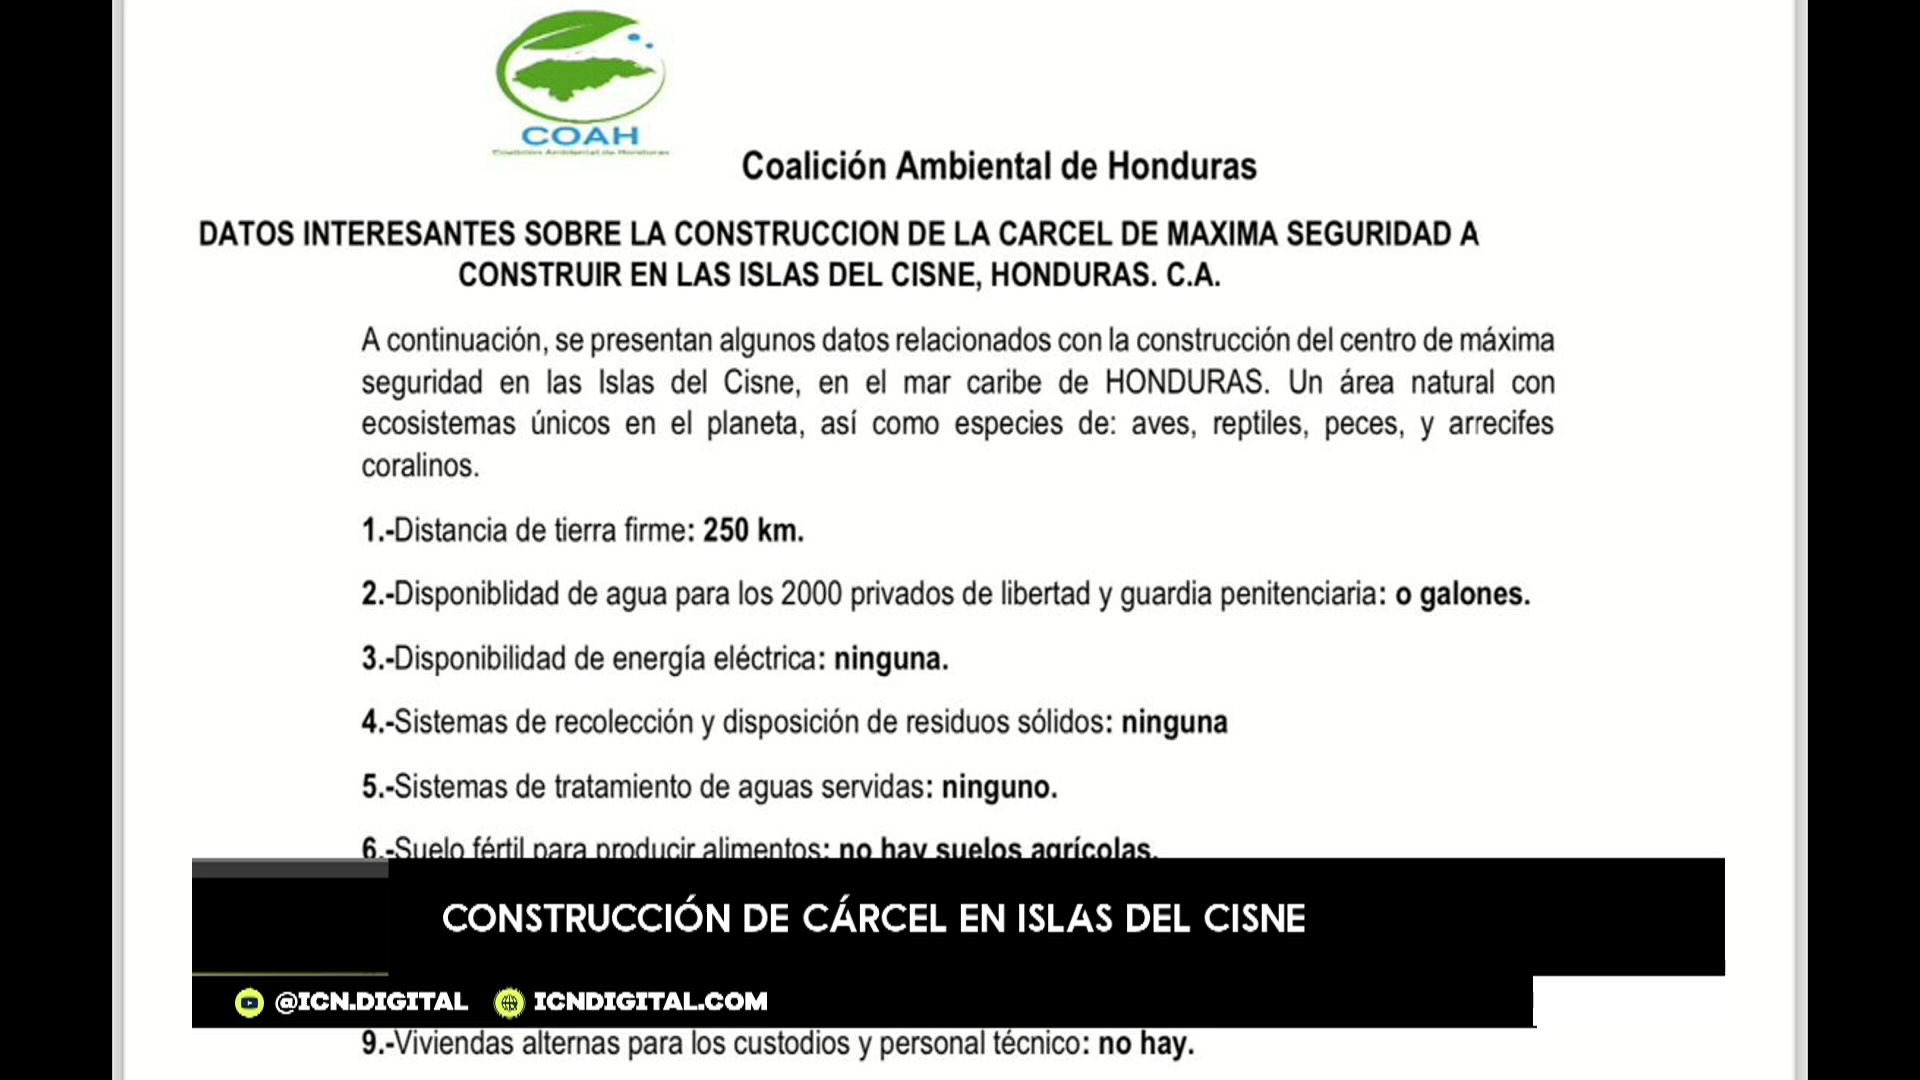 COAH
Coalición Ambiental de Honduras
Coalición Ambiental de Honduras
DATOS INTERESANTES SOBRE LA CONSTRUCCION DE LA CARCEL DE MAXIMA SEGURIDAD A
CONSTRUIR EN LAS ISLAS DEL CISNE, HONDURAS. C.A.
A continuación, se presentan algunos datos relacionados con la construcción del centro de máxima
seguridad en las Islas del Cisne, en el mar caribe de HONDURAS. Un área natural con
ecosistemas únicos en el planeta, así como especies de: aves, reptiles, peces, y arrecifes
coralinos.
1.-Distancia de tierra firme: 250 km.
2.-Disponiblidad de agua para los 2000 privados de libertad y guardia penitenciaria: o galones.
3.-Disponibilidad de energía eléctrica: ninguna.
4.-Sistemas de recolección y disposición de residuos sólidos: ninguna
5.-Sistemas de tratamiento de aguas servidas: ninguno.
6.-Suelo fértil para producir alimentos: no hay suelos agrícolas.
CONSTRUCCIÓN DE CÁRCEL EN ISLAS DEL CISNE
@ICN.DIGITAL ICNDIGITAL.COM
9.-Viviendas alternas para los custodios y personal técnico: no hay.